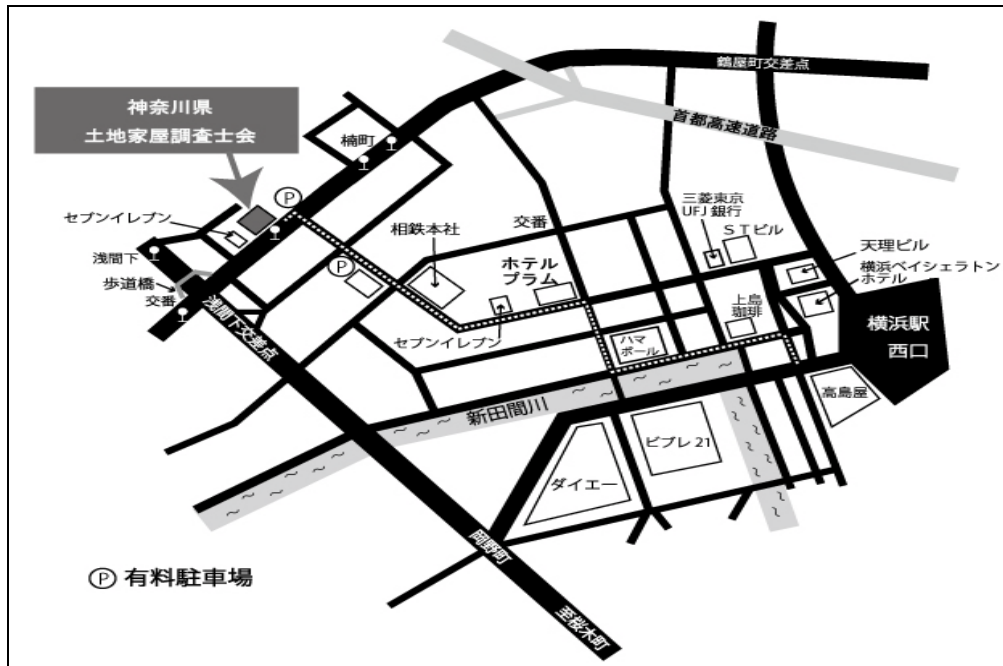 鶴屋町交差点
首都高速道路
神奈川県
土地家屋調査士会
楠町
Ⓟ
セブンイレブン
三菱東京
UFJ 銀行
STビル
相鉄本社
交番
天理ビル
浅間下
Ⓟ
ホテル
プラム
横浜ベイシェラトン
ホテル
歩道橋
交番
上島
珈琲
横浜駅
西口
浅間下交差点
セブンイレブン
ハマ
ボール
高島屋
新田間川
ビブレ 21
ダイエー
岡野町
Ⓟ 有料駐車場
至桜木町